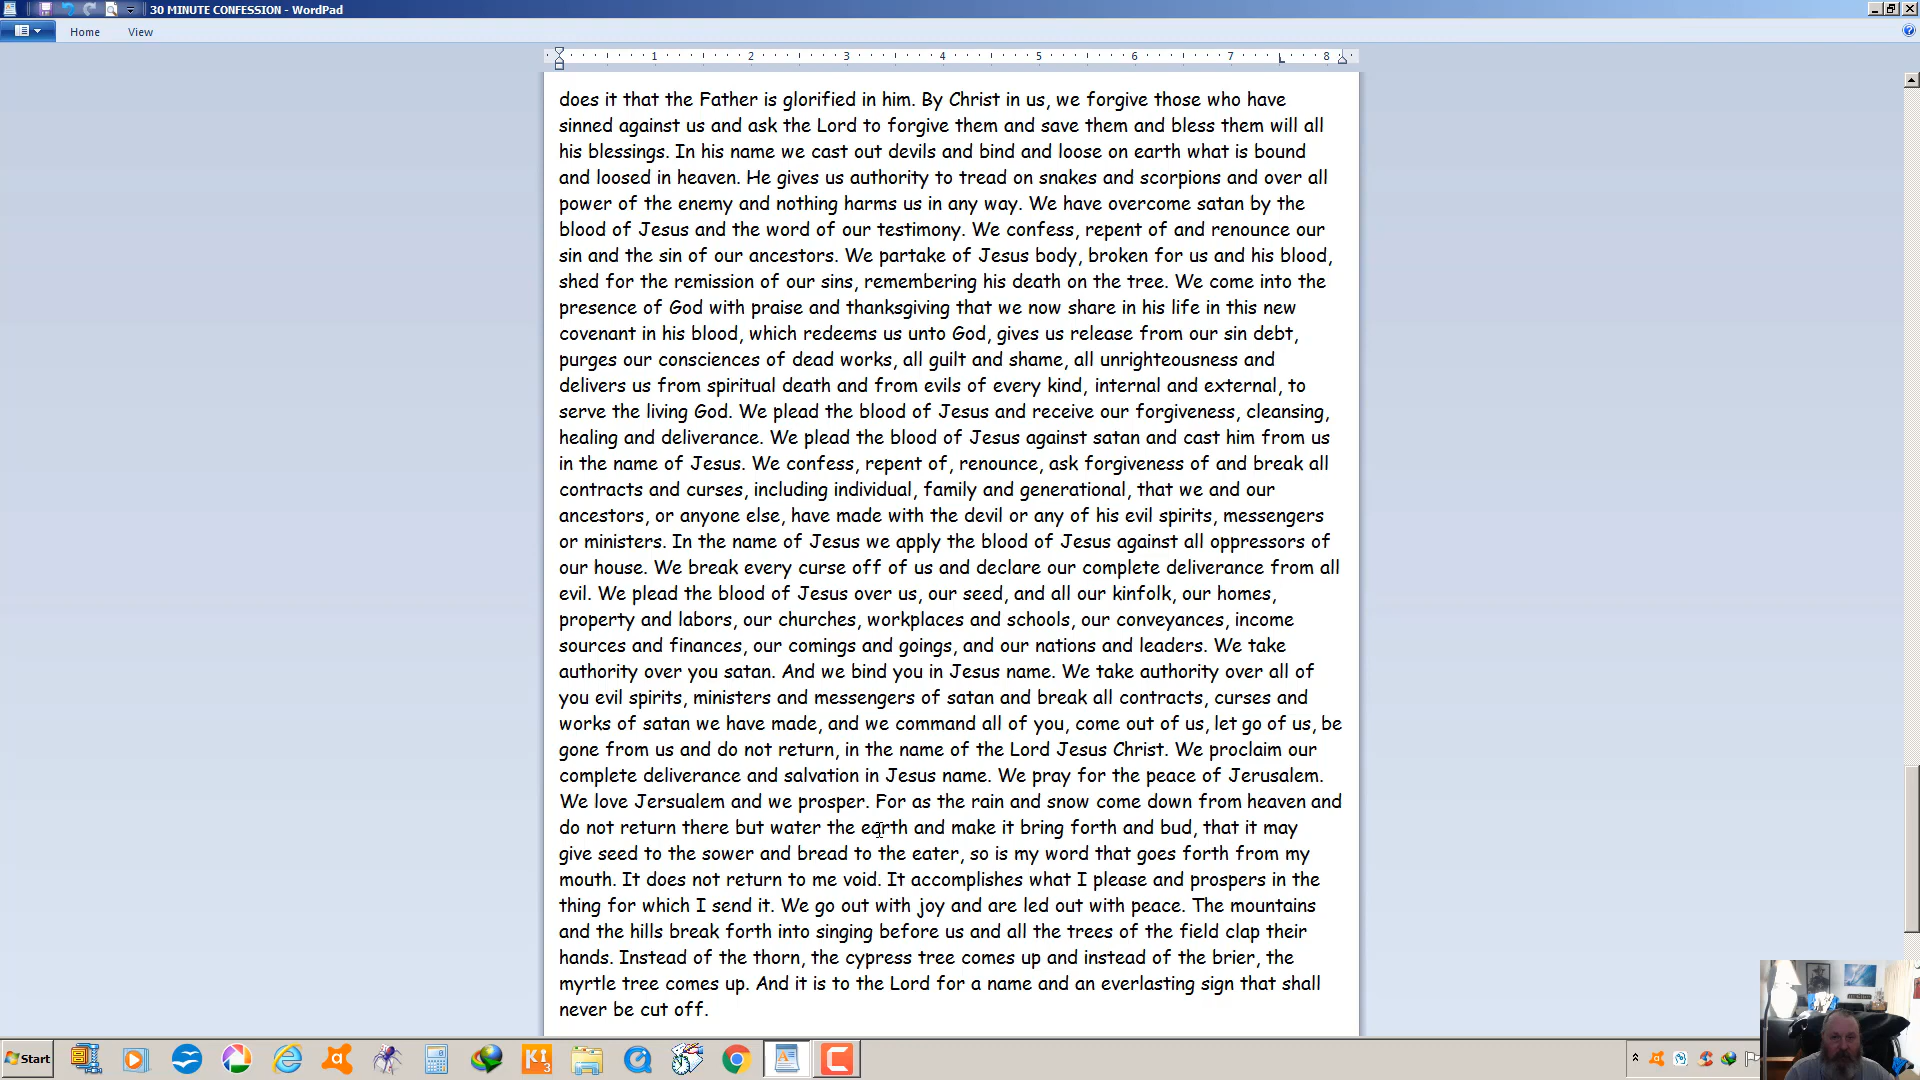 30 MINUTE CONFESSION - WordPad
Home View
1 2 3 4 5 6 7 8
does it that the Father is glorified in him. By Christ in us, we forgive those who have
sinned against us and ask the Lord to forgive them and save them and bless them will all
his blessings. In his name we cast out devils and bind and loose on earth what is bound
and loosed in heaven. He gives us authority to tread on snakes and scorpions and over all
power of the enemy and nothing harms us in any way. We have overcome satan by the
blood of Jesus and the word of our testimony. We confess, repent of and renounce our
sin and the sin of our ancestors. We partake of Jesus body, broken for us and his blood,
shed for the remission of our sins, remembering his death on the tree. We come into the
presence of God with praise and thanksgiving that we now share in his life in this new
covenant in his blood, which redeems us unto God, gives us release from our sin debt,
purges our consciences of dead works, all guilt and shame, all unrighteousness and
delivers us from spiritual death and from evils of every kind, internal and external, to
serve the living God. We plead the blood of Jesus and receive our forgiveness, cleansing,
healing and deliverance. We plead the blood of Jesus against satan and cast him from us
in the name of Jesus. We confess, repent of, renounce, ask forgiveness of and break all
contracts and curses, including individual, family and generational, that we and our
ancestors, or anyone else, have made with the devil or any of his evil spirits, messengers
or ministers. In the name of Jesus we apply the blood of Jesus against all oppressors of
our house. We break every curse off of us and declare our complete deliverance from all
evil. We plead the blood of Jesus over us, our seed, and all our kinfolk, our homes,
property and labors, our churches, workplaces and schools, our conveyances, income
sources and finances, our comings and goings, and our nations and leaders. We take
authority over you satan. And we bind you in Jesus name. We take authority over all of
you evil spirits, ministers and messengers of satan and break all contracts, curses and
works of satan we have made, and we command all of you, come out of us, let go of us, be
gone from us and do not return, in the name of the Lord Jesus Christ. We proclaim our
complete deliverance and salvation in Jesus name. We pray for the peace of Jerusalem.
We love Jersualem and we prosper. For as the rain and snow come down from heaven and
do not return there but water the earth and make it bring forth and bud, that it may
give seed to the sower and bread to the eater, so is my word that goes forth from my
mouth. It does not return to me void. It accomplishes what I please and prospers in the
thing for which I send it. We go out with joy and are led out with peace. The mountains
and the hills break forth into singing before us and all the trees of the field clap their
hands. Instead of the thorn, the cypress tree comes up and instead of the brier, the
myrtle tree comes up. And it is to the Lord for a name and an everlasting sign that shall
never be cut off.
Start